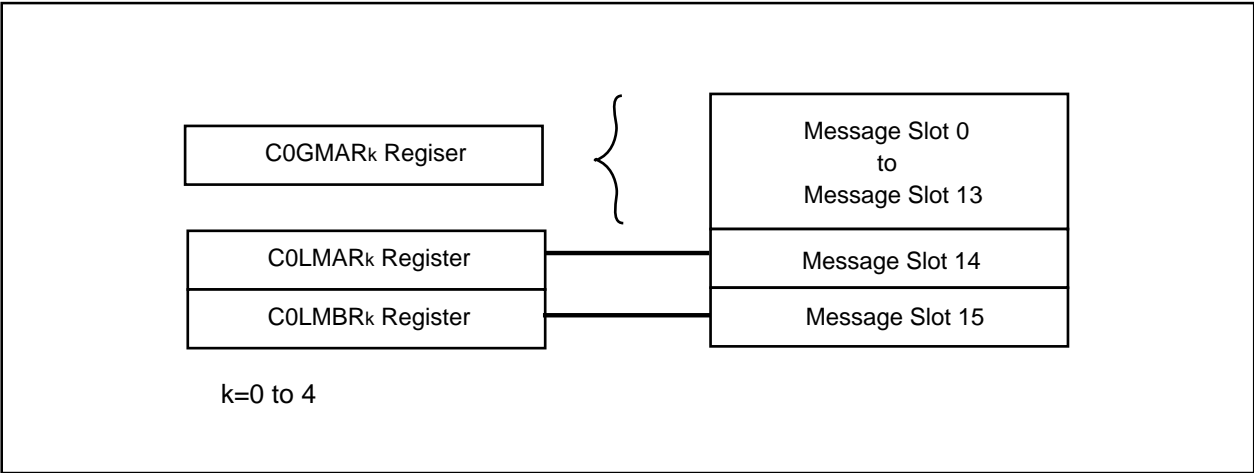 C0GMARk Regiser
C0LMARk Register
C0LMBRk Register
k=0 to 4
Message Slot 0
to
Message Slot 13
Message Slot 14
Message Slot 15